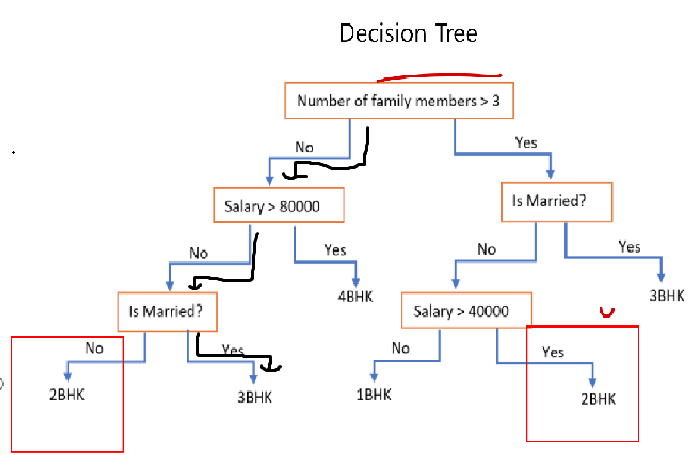 Decision Tree
Number of family members > 3
No
Yes
Salary > 80000
Is Married?
No
Yes
No
Yes
4BHK
3BHK
Is Married?
Salary > 40000
No
Yes
No
Yes
2BHK
3BHK
1BHK
2BHK